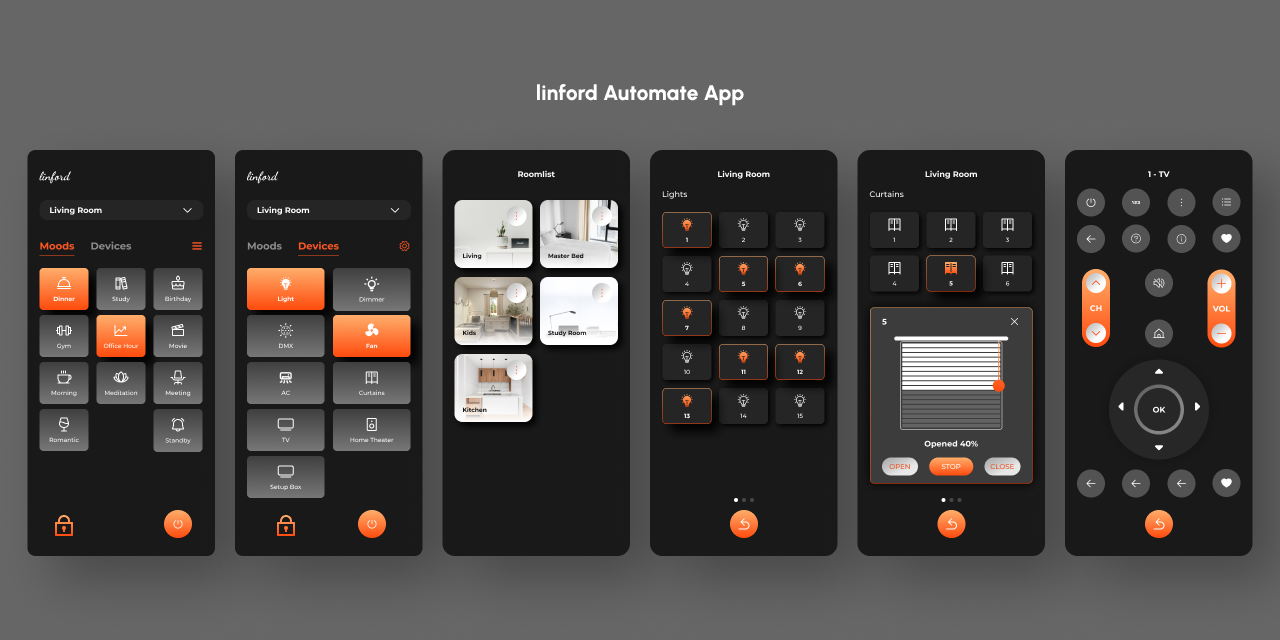 linford Automate App
linford
Living Room
Moods Devices
Dinner Study Birthday
Gym Office Hour Movie
Morning Meditation Meeting
Romantic Standby
linford
Living Room
Moods Devices
Light Dimmer
DMX Fan
AC Curtains
TV Home Theater
Setup Box
Roomlist
Living Master Bed
Kids Study Room
Kitchen
Living Room
Lights
1 2 3
4 5 6
7 8 9
10 11 12
13 14 15
Living Room
Curtains
1 2 3
4 5 6
5
Opened 40%
OPEN STOP CLOSE
1 - TV
123
CH VOL
OK